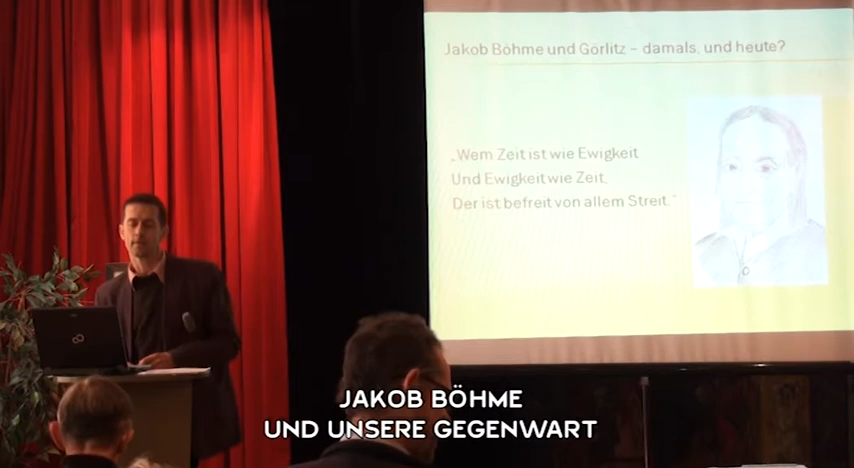 Jakob Böhme und Görlitz – damals, und heute?
„Wem Zeit ist wie Ewigkeit
Und Ewigkeit wie Zeit,
Der ist befreit von allem Streit.“
JAKOB BÖHME
UND UNSERE GEGENWART